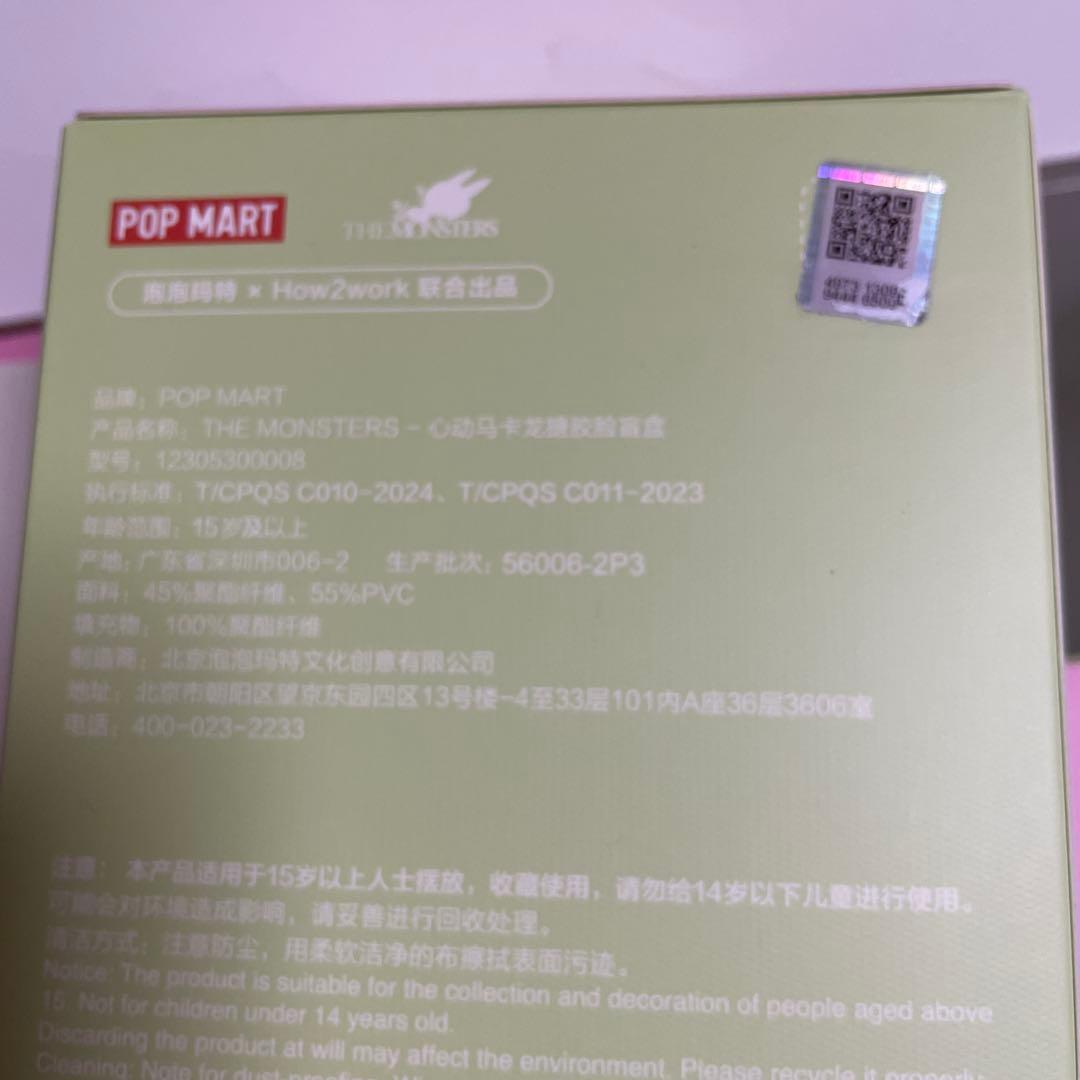 POP MART
THE MONSTERS
泡泡玛特 × How2work 联合出品
品牌：POP MART
产品名称：THE MONSTERS - 心动马卡龙搪胶脸盲盒
型号：12305300008
执行标准：T/CPQS C010-2024、T/CPQS C011-2023
年龄范围：15岁及以上
产地：广东省深圳市006-2 生产批次：56006-2P3
面料：45%聚酯纤维、55%PVC
填充物：100%聚酯纤维
制造商：北京泡泡玛特文化创意有限公司
地址：北京市朝阳区望京东园四区13号楼-4至33层101内A座36层3606室
电话：400-023-2233
注意：本产品适用于15岁以上人士摆放，收藏使用，请勿给14岁以下儿童进行使用。
可能会对环境造成影响，请妥善进行回收处理。
清洁方式：注意防尘，用柔软洁净的布擦拭表面污迹。
Notice: The product is suitable for the collection and decoration of people aged above
15. Not for children under 14 years old.
Discarding the product at will may affect the environment. Please recycle it properly.
Cleaning: Note for dust